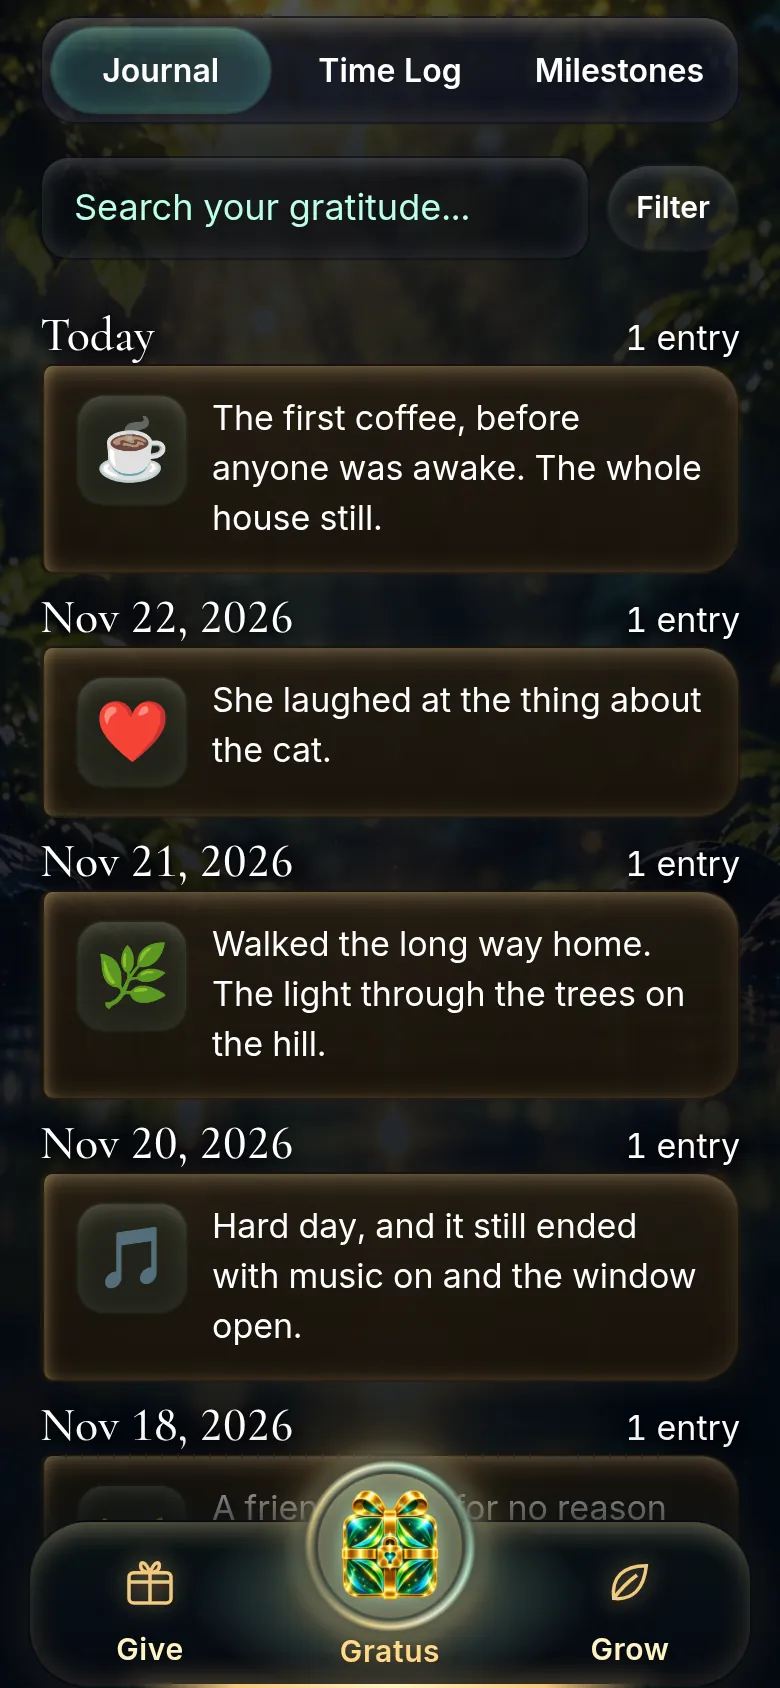 Journal
Time Log
Milestones
Search your gratitude...
Filter
Today
1 entry
The first coffee, before
anyone was awake. The whole
house still.
Nov 22, 2026
1 entry
She laughed at the thing about
the cat.
Nov 21, 2026
1 entry
Walked the long way home.
The light through the trees on
the hill.
Nov 20, 2026
1 entry
Hard day, and it still ended
with music on and the window
open.
Nov 18, 2026
1 entry
A for no reason
Give
Gratus
Grow